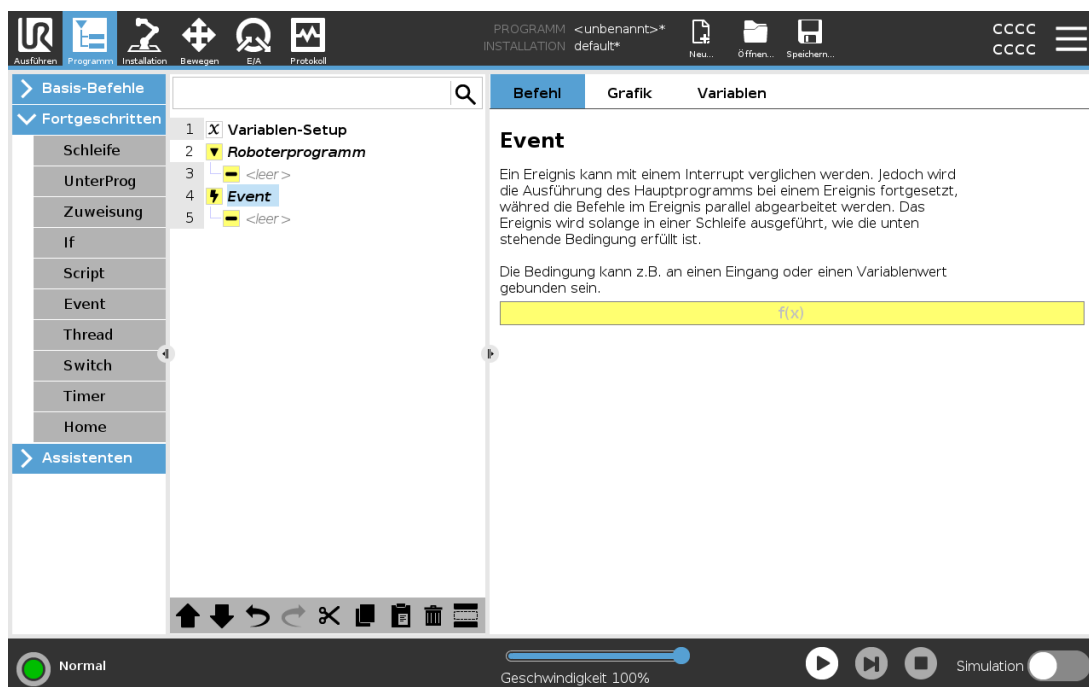 UR
PROGRAMM <unbenannt>*
INSTALLATION default*
CCCC
CCCC
Ausführen Programm Installation Bewegen E/A Protokoll
Neu... Öffnen... Speichern...
Basis-Befehle
Fortgeschritten
Schleife
UnterProg
Zuweisung
If
Script
Event
Thread
Switch
Timer
Home
Assistenten
1 X Variablen-Setup
2 Roboterprogramm
3 <leer>
4 Event
5 <leer>
Befehl Grafik Variablen
Event
Ein Ereignis kann mit einem Interrupt verglichen werden. Jedoch wird
die Ausführung des Hauptprogramms bei einem Ereignis fortgesetzt,
währed die Befehle im Ereignis parallel abgearbeitet werden. Das
Ereignis wird solange in einer Schleife ausgeführt, wie die unten
stehende Bedingung erfüllt ist.
Die Bedingung kann z.B. an einen Eingang oder einen Variablenwert
gebunden sein.
f(x)
Normal
Geschwindigkeit 100%
Simulation